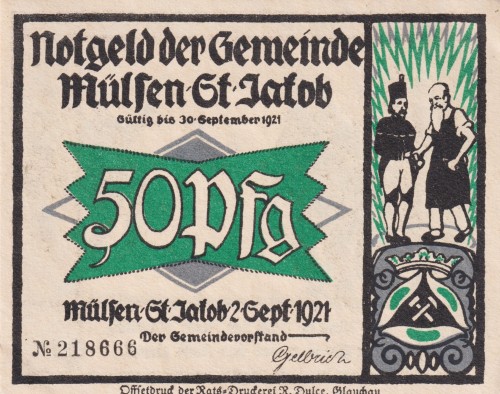 Notgeld der Gemeinde
Mülsen-St-Jakob
Gültig bis 30-September 1921
50 Pfg
Mülsen-St-Jakob 2-Sept-1921
Der Gemeindevorstand
№ 218666
Gelbrich
Offsetdruck der Rats-Druckerei R. Dulce, Glauchau